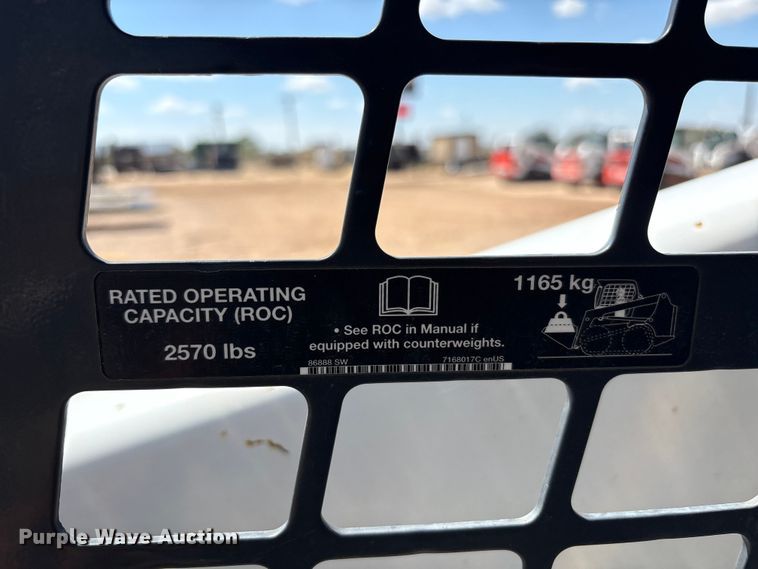 RATED OPERATING
CAPACITY (ROC)
2570 lbs
• See ROC in Manual if
equipped with counterweights.
86888 SW
7168017C enUS
1165 kg
Purple Wave Auction